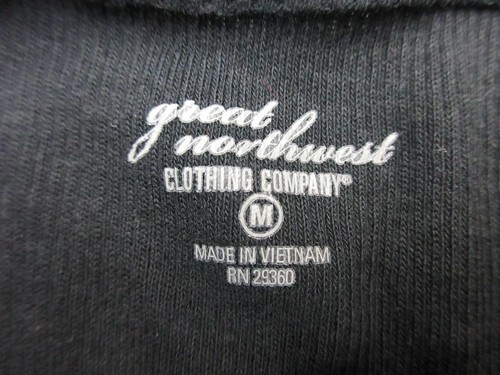 great
northwest
CLOTHING COMPANY®
M
MADE IN VIETNAM
RN 29360